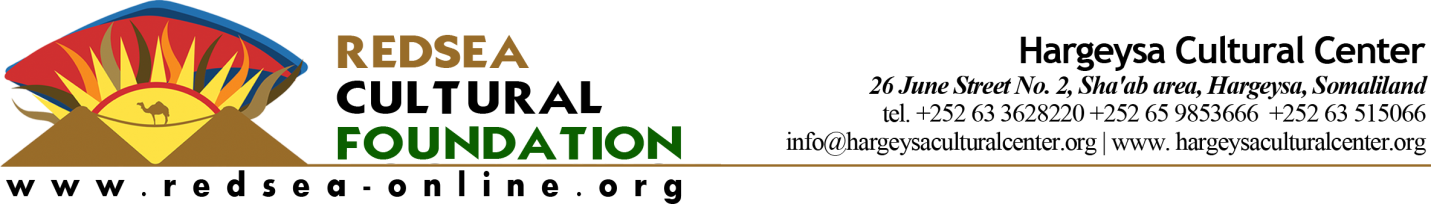 REDSEA
CULTURAL
FOUNDATION
www.redsea-online.org
Hargeysa Cultural Center
26 June Street No. 2, Sha'ab area, Hargeysa, Somaliland
tel. +252 63 3628220 +252 65 9853666 +252 63 515066
info@hargeysaculturalcenter.org | www. hargeysaculturalcenter.org